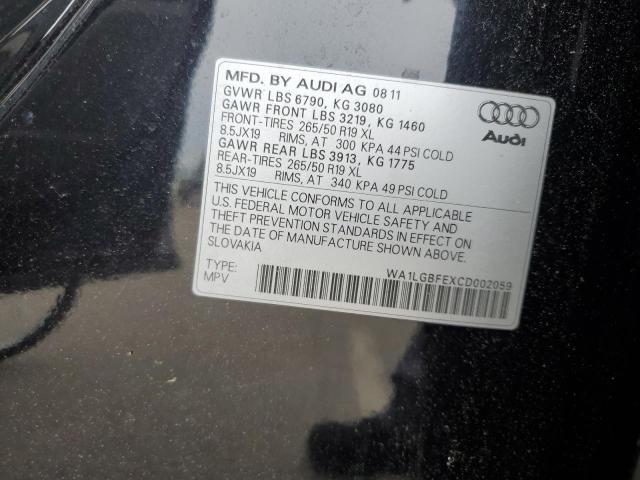 MFD. BY AUDI AG 08 11
GVWR LBS 6790, KG 3080
GAWR FRONT LBS 3219, KG 1460
FRONT-TIRES 265/50 R19 XL
8.5JX19 RIMS, AT 300 KPA 44 PSI COLD
GAWR REAR LBS 3913, KG 1775
REAR-TIRES 265/50 R19 XL
8.5JX19 RIMS, AT 340 KPA 49 PSI COLD
THIS VEHICLE CONFORMS TO ALL APPLICABLE
U.S. FEDERAL MOTOR VEHICLE SAFETY AND
THEFT PREVENTION STANDARDS IN EFFECT ON
THE DATE OF MANUFACTURE SHOWN ABOVE.
SLOVAKIA
TYPE:
MPV
WA1LGBFEXCD002059
Audi